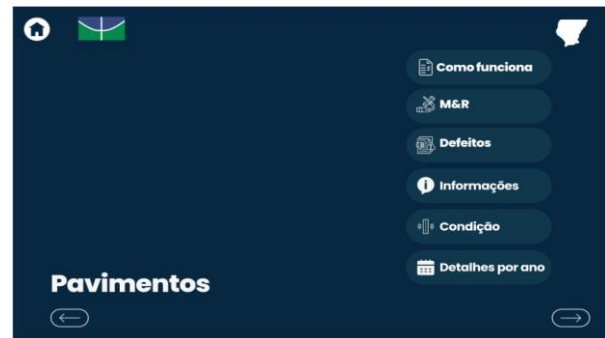 Como funciona
M&R
Defeitos
Informações
Condição
Detalhes por ano
Pavimentos